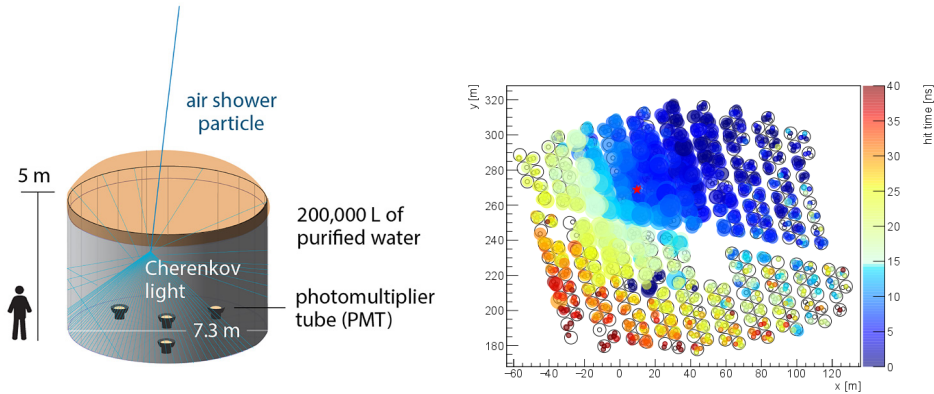 air shower
particle
5 m
200,000 L of
purified water
Cherenkov
light
photomultiplier
tube (PMT)
7.3 m
y [m]
320
300
280
260
240
220
200
180
−60 −40 −20 0 20 40 60 80 100 120
x [m]
40
35
30
25
20
15
10
5
0
hit time [ns]